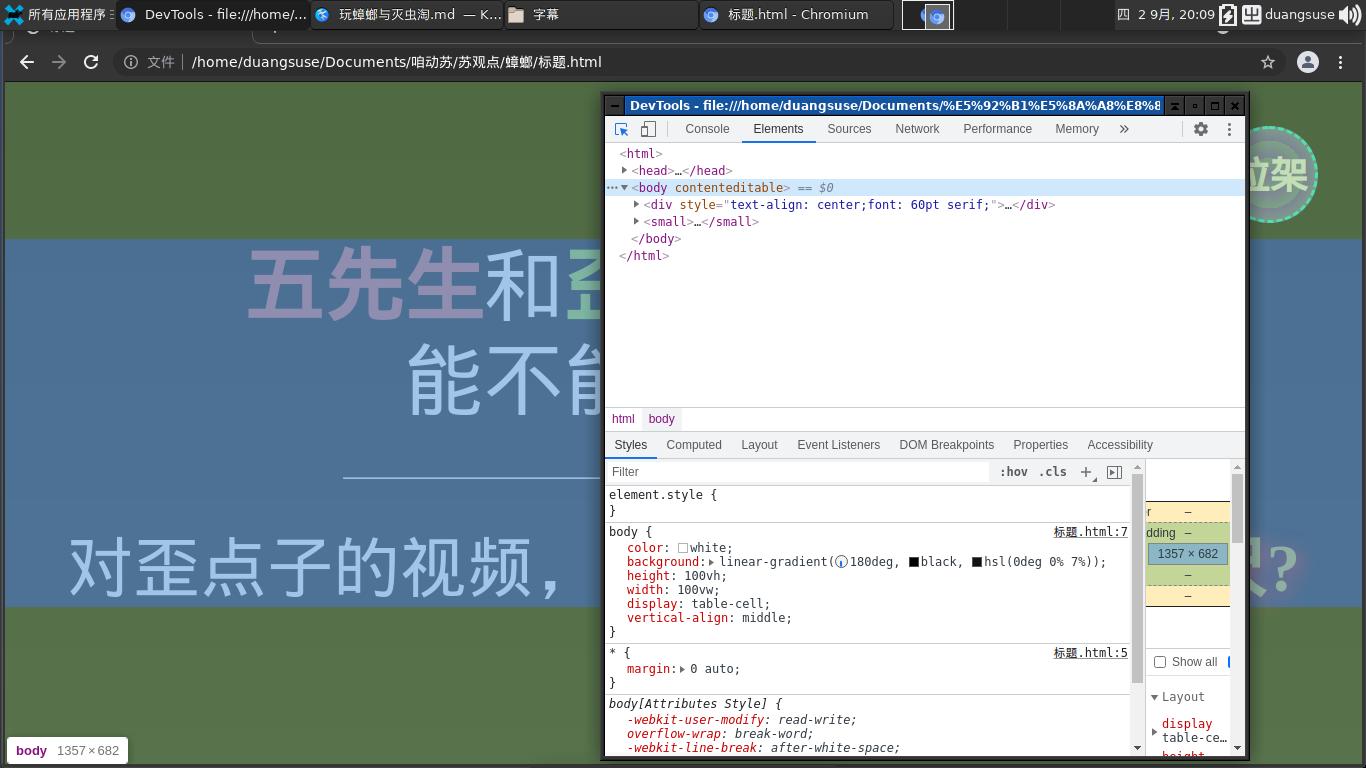 所有应用程序
DevTools - file:///home/...
玩蟑螂与灭虫淘.md — K...
字幕
标题.html - Chromium
四 2 9月, 20:09
duangsuse
文件
/home/duangsuse/Documents/咱动苏/苏观点/蟑螂/标题.html
DevTools - file:///home/duangsuse/Documents/%E5%92%B1%E5%8A%A8%E8%8
Console Elements Sources Network Performance Memory »
<html>
<head>…</head>
<body contenteditable> == $0
<div style="text-align: center;font: 60pt serif;">…</div>
<small>…</small>
</body>
</html>
拉架
五先生和歪
能不能
对歪点子的视频，
?
html body
Styles Computed Layout Event Listeners DOM Breakpoints Properties Accessibility
Filter :hov .cls
element.style {
}
body { 标题.html:7
color: white;
background: linear-gradient(180deg, black, hsl(0deg 0% 7%));
height: 100vh;
width: 100vw;
display: table-cell;
vertical-align: middle;
}
* { 标题.html:5
margin: 0 auto;
}
body[Attributes Style] {
-webkit-user-modify: read-write;
overflow-wrap: break-word;
-webkit-line-break: after-white-space;
r –
dding –
1357 × 682
–
–
Show all
Layout
display
table-ce…
height
body 1357 × 682